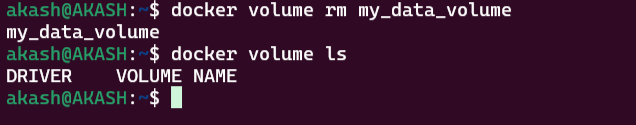 akash@AKASH:~$ docker volume rm my_data_volume
my_data_volume
akash@AKASH:~$ docker volume ls
DRIVER    VOLUME NAME
akash@AKASH:~$